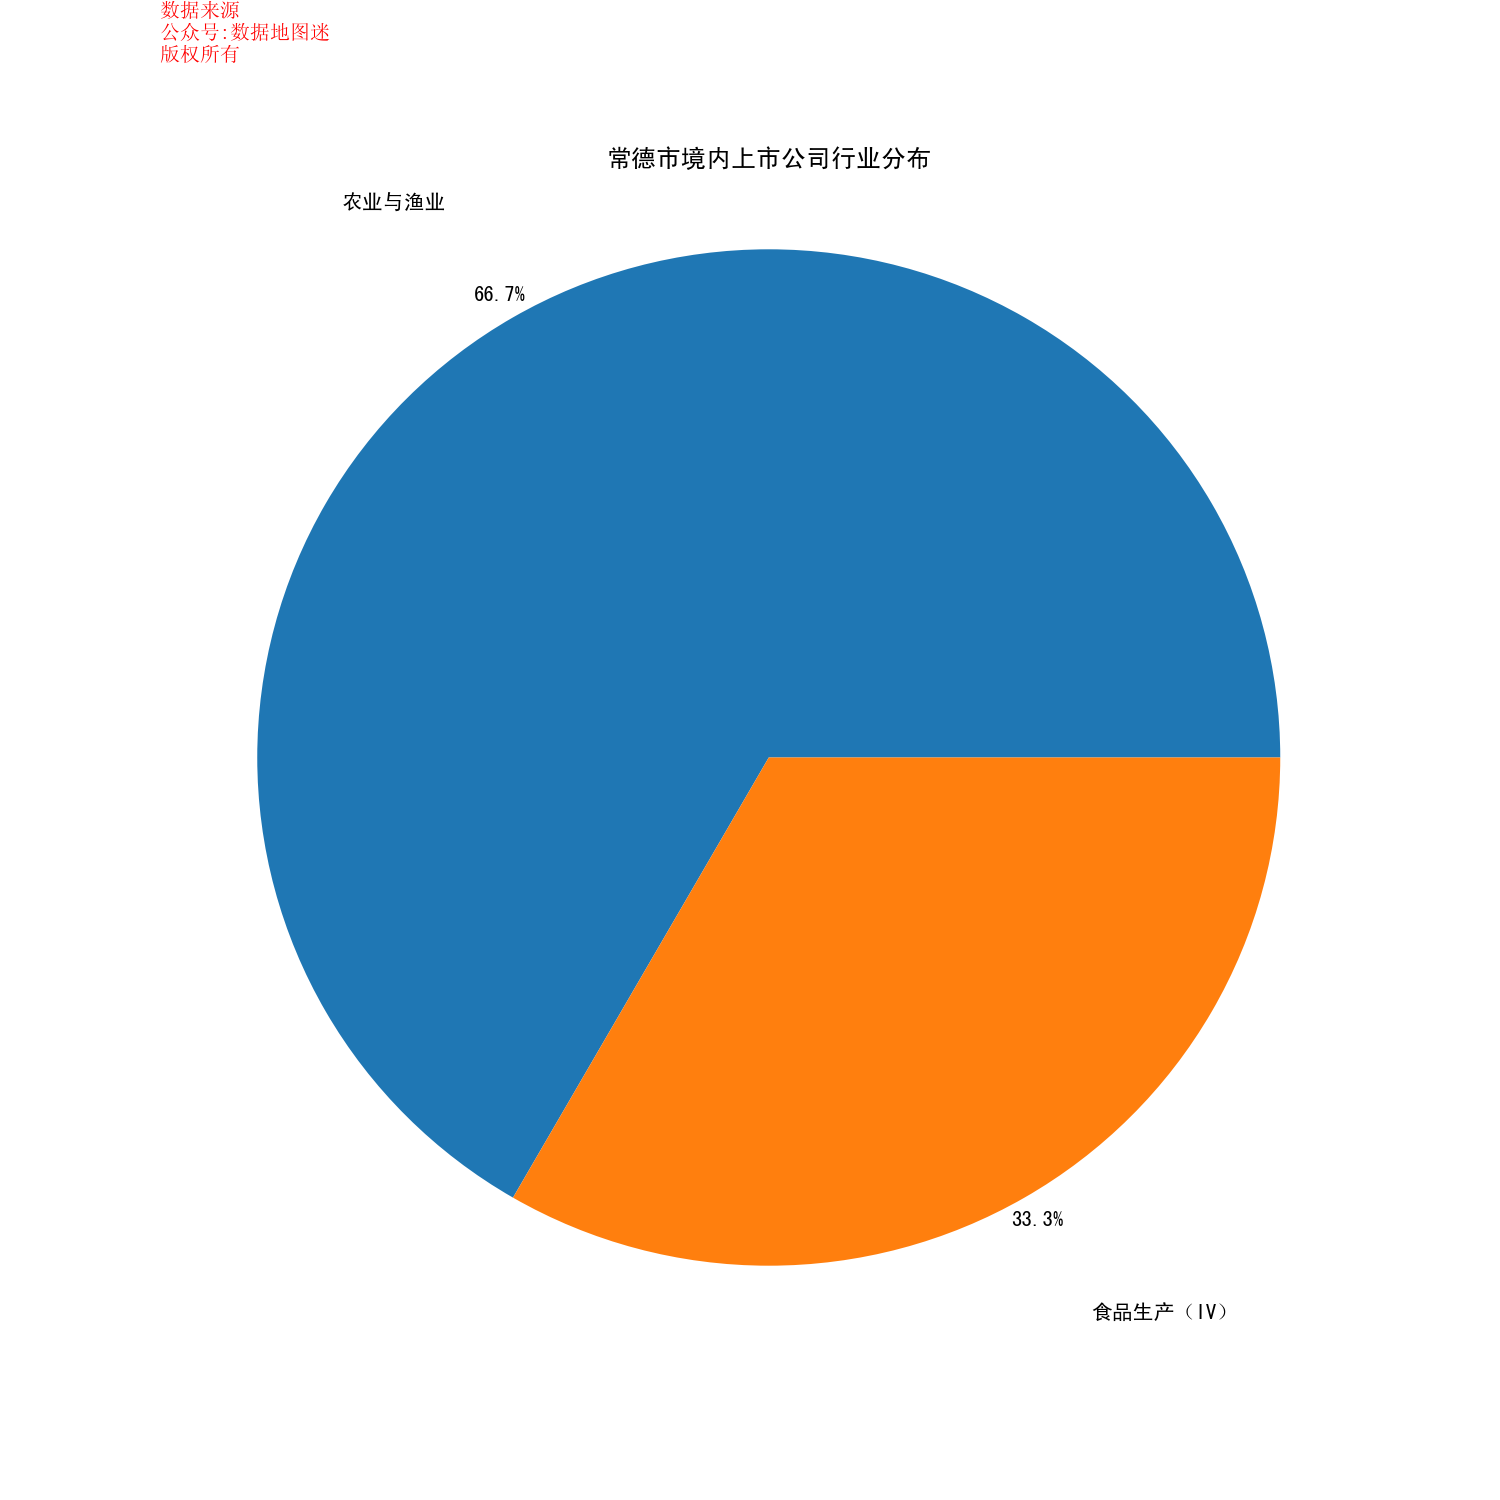 数据来源
公众号:数据地图迷
版权所有
常德市境内上市公司行业分布
农业与渔业
66.7%
33.3%
食品生产（IV）